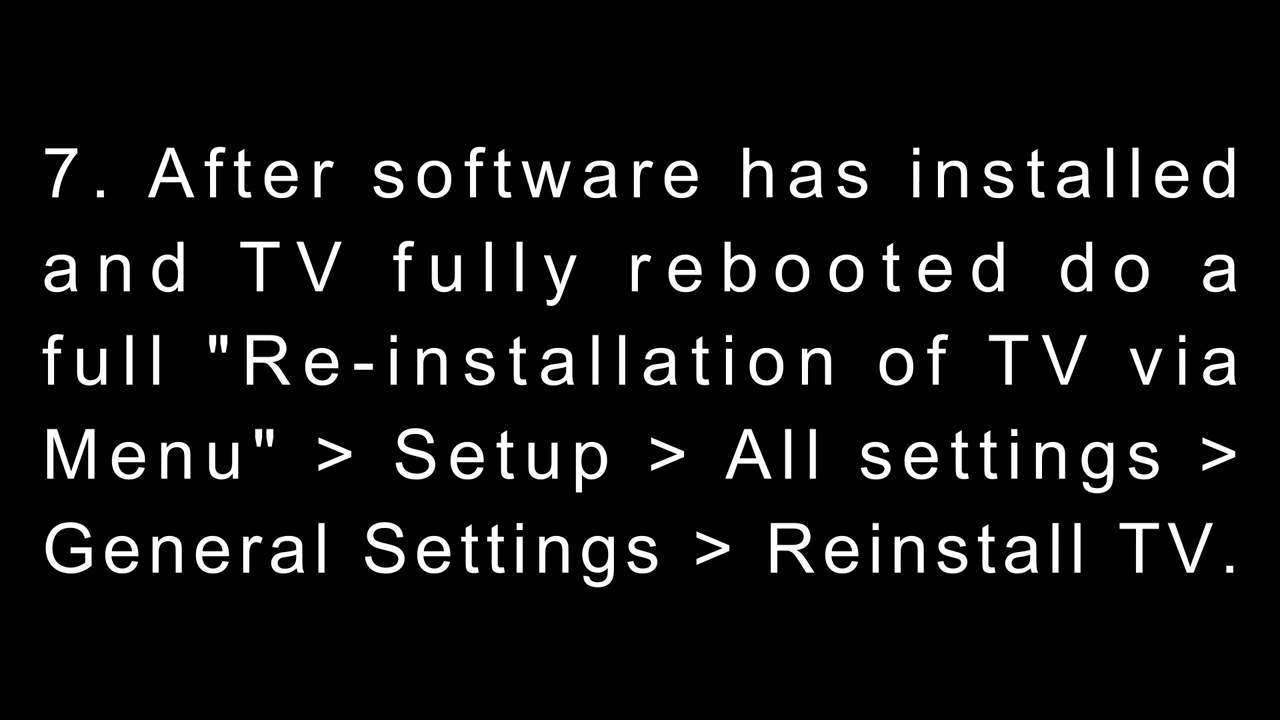 7. After software has installed
and TV fully rebooted do a
full "Re-installation of TV via
Menu" > Setup > All settings >
General Settings > Reinstall TV.